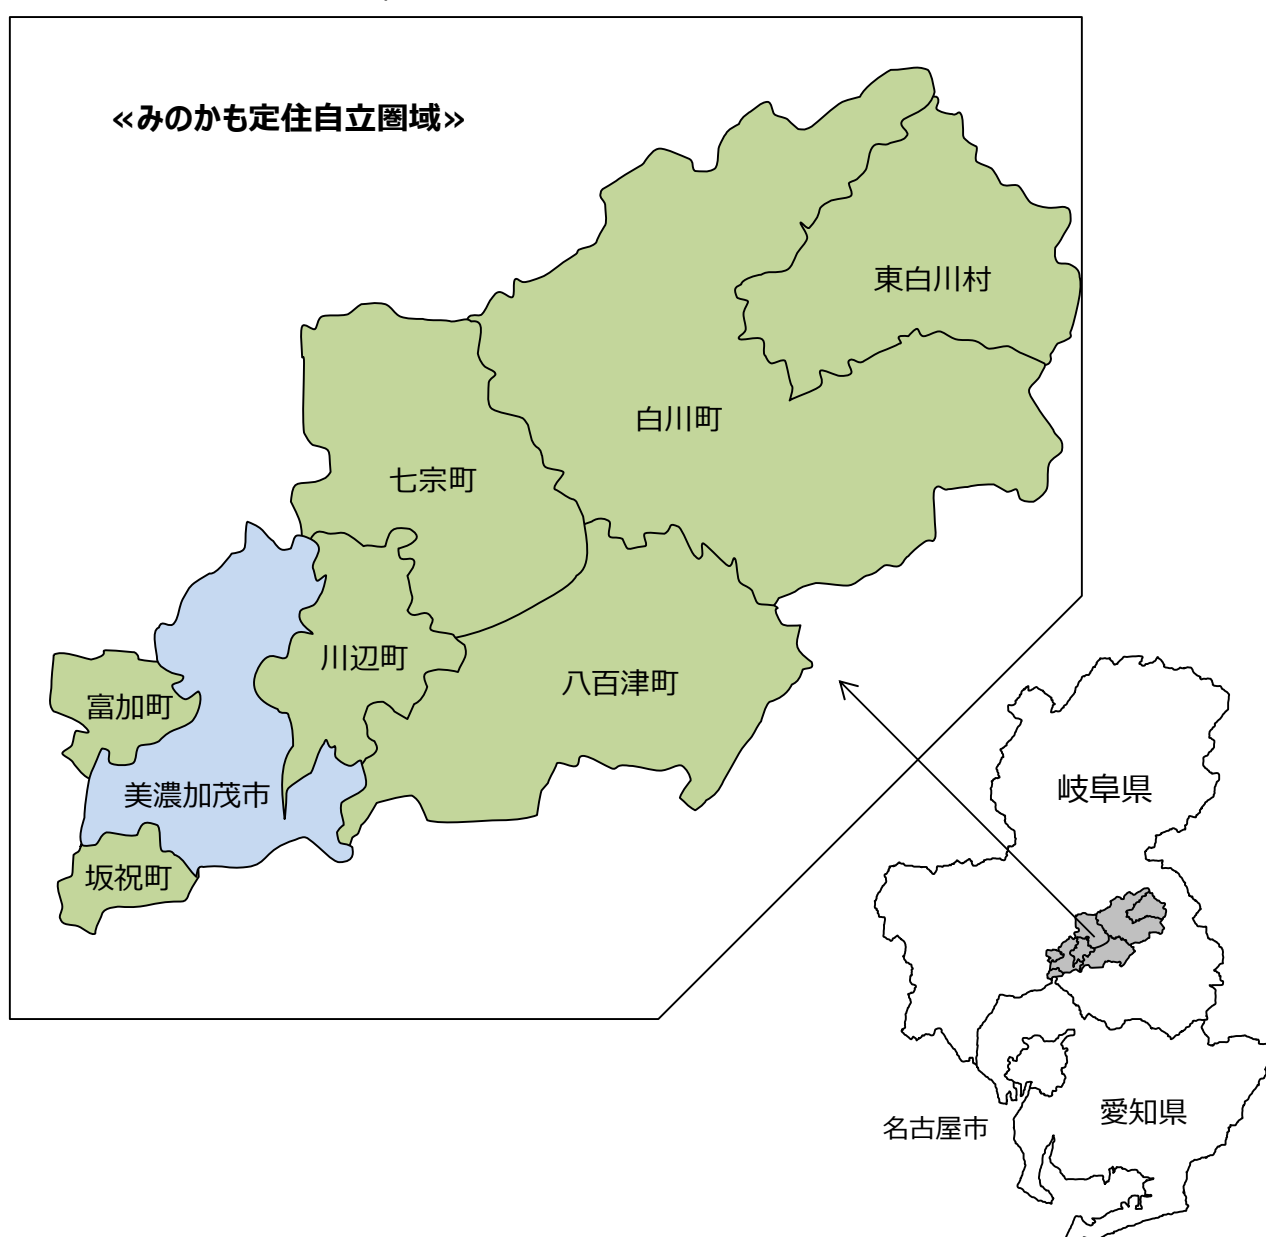 «みのかも定住自立圏域»
東白川村
白川町
七宗町
川辺町
八百津町
富加町
美濃加茂市
坂祝町
岐阜県
愛知県
名古屋市